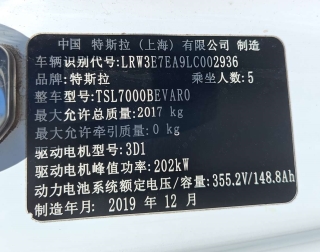 中国 特斯拉 (上海) 有限公司 制造
车辆识别代号: LRW3E7EA9LC002936
品牌: 特斯拉 乘坐人数: 5
整车型号: TSL7000BEVAR0
最大允许总质量: 2017 kg
最大允许牵引质量: 0 kg
驱动电机型号: 3D1
驱动电机峰值功率: 202kW
动力电池系统额定电压/容量: 355.2V/148.8Ah
制造年月: 2019 年 12 月